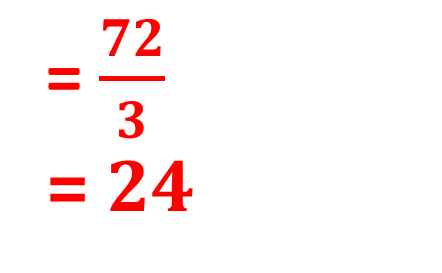 = 72/3
= 24